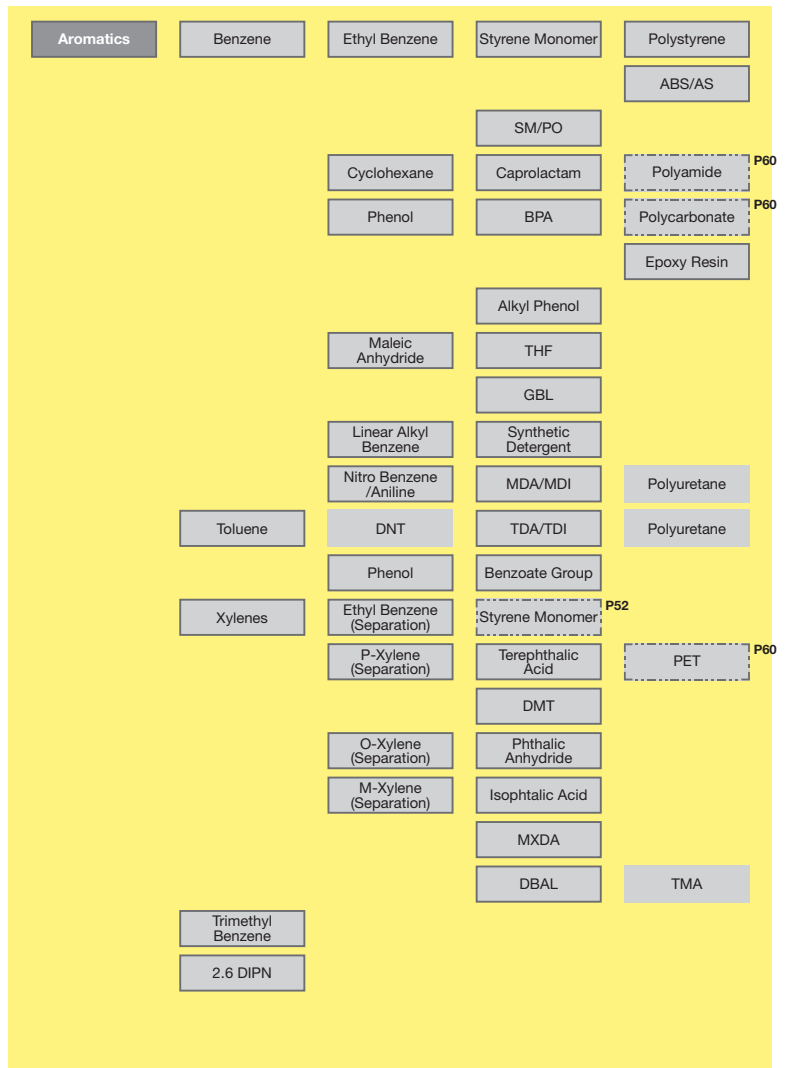 Aromatics
Benzene
Ethyl Benzene
Styrene Monomer
Polystyrene
ABS/AS
SM/PO
Cyclohexane
Caprolactam
Polyamide
P60
Phenol
BPA
Polycarbonate
P60
Epoxy Resin
Alkyl Phenol
Maleic
Anhydride
THF
GBL
Linear Alkyl
Benzene
Synthetic
Detergent
Nitro Benzene
/Aniline
MDA/MDI
Polyuretane
Toluene
DNT
TDA/TDI
Polyuretane
Phenol
Benzoate Group
Xylenes
Ethyl Benzene
(Separation)
Styrene Monomer
P52
P-Xylene
(Separation)
Terephthalic
Acid
PET
P60
DMT
O-Xylene
(Separation)
Phthalic
Anhydride
M-Xylene
(Separation)
Isophtalic Acid
MXDA
DBAL
TMA
Trimethyl
Benzene
2.6 DIPN